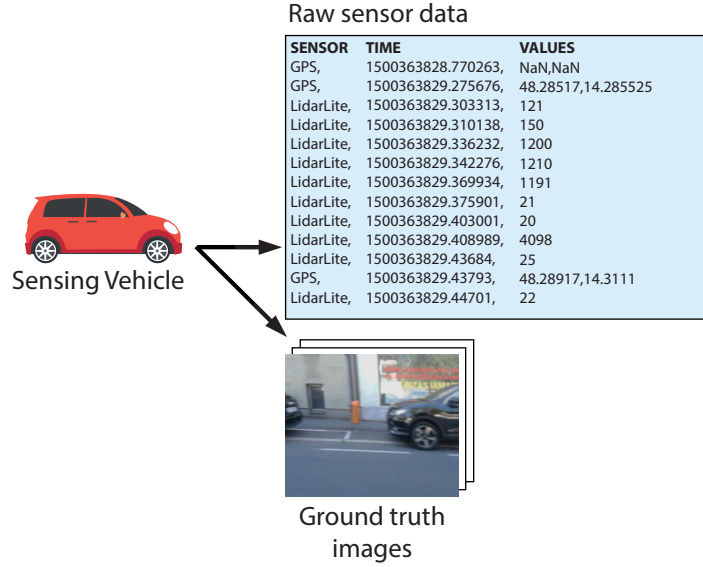 Raw sensor data
SENSOR TIME VALUES
GPS, 1500363828.770263, NaN,NaN
GPS, 1500363829.275676, 48.28517,14.285525
LidarLite, 1500363829.303313, 121
LidarLite, 1500363829.310138, 150
LidarLite, 1500363829.336232, 1200
LidarLite, 1500363829.342276, 1210
LidarLite, 1500363829.369934, 1191
LidarLite, 1500363829.375901, 21
LidarLite, 1500363829.403001, 20
LidarLite, 1500363829.408989, 4098
LidarLite, 1500363829.43684, 25
GPS, 1500363829.43793, 48.28917,14.3111
LidarLite, 1500363829.44701, 22
Sensing Vehicle
Ground truth
images